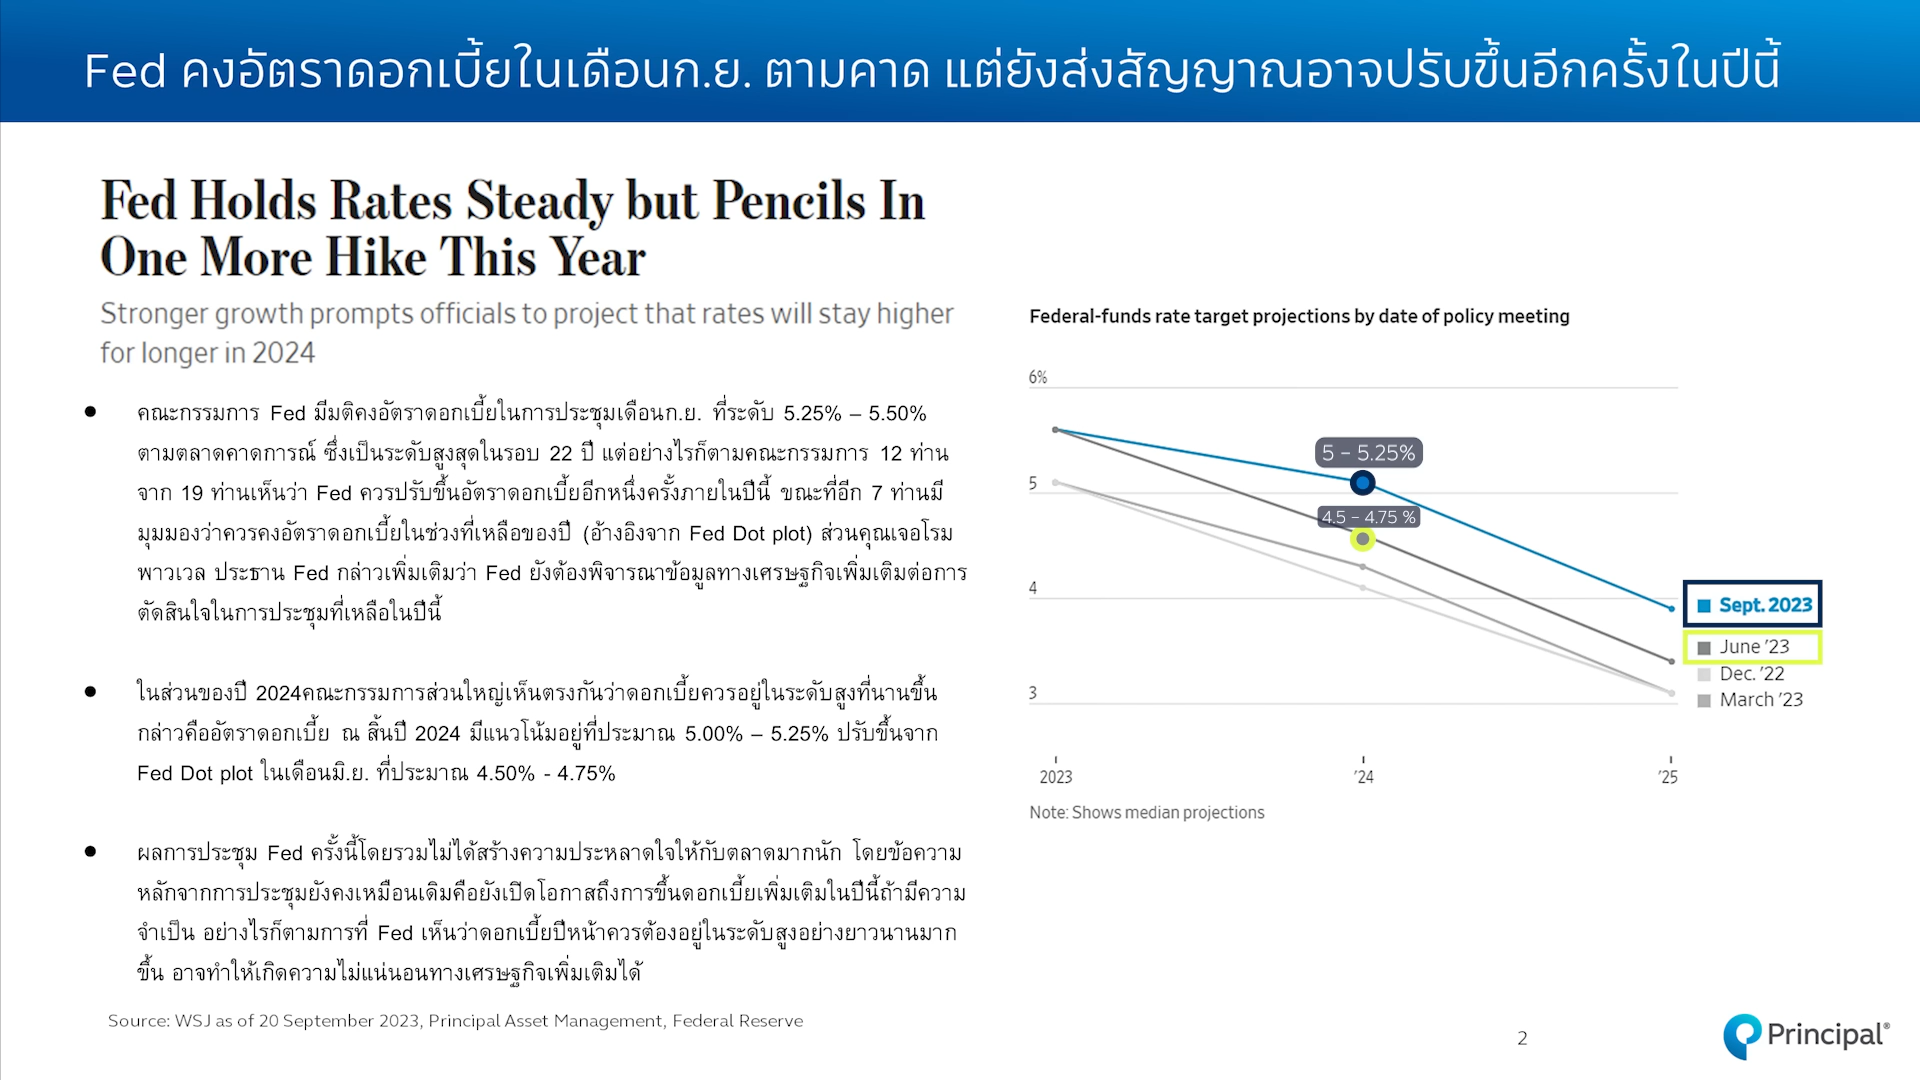 Fed คงอัตราดอกเบี้ยในเดือนก.ย. ตามคาด แต่ยังส่งสัญญาณอาจปรับขึ้นอีกครั้งในปีนี้
Fed Holds Rates Steady but Pencils In
One More Hike This Year
Stronger growth prompts officials to project that rates will stay higher
for longer in 2024
● คณะกรรมการ Fed มีมติคงอัตราดอกเบี้ยในการประชุมเดือนก.ย. ที่ระดับ 5.25% – 5.50%
ตามตลาดคาดการณ์ ซึ่งเป็นระดับสูงสุดในรอบ 22 ปี แต่อย่างไรก็ตามคณะกรรมการ 12 ท่าน
จาก 19 ท่านเห็นว่า Fed ควรปรับขึ้นอัตราดอกเบี้ยอีกหนึ่งครั้งภายในปีนี้ ขณะที่อีก 7 ท่านมี
มุมมองว่าควรคงอัตราดอกเบี้ยในช่วงที่เหลือของปี (อ้างอิงจาก Fed Dot plot) ส่วนคุณเจอโรม
พาวเวล ประธาน Fed กล่าวเพิ่มเติมว่า Fed ยังต้องพิจารณาข้อมูลทางเศรษฐกิจเพิ่มเติมต่อการ
ตัดสินใจในการประชุมที่เหลือในปีนี้
● ในส่วนของปี 2024คณะกรรมการส่วนใหญ่เห็นตรงกันว่าดอกเบี้ยควรอยู่ในระดับสูงที่นานขึ้น
กล่าวคืออัตราดอกเบี้ย ณ สิ้นปี 2024 มีแนวโน้มอยู่ที่ประมาณ 5.00% – 5.25% ปรับขึ้นจาก
Fed Dot plot ในเดือนมิ.ย. ที่ประมาณ 4.50% - 4.75%
● ผลการประชุม Fed ครั้งนี้โดยรวมไม่ได้สร้างความประหลาดใจให้กับตลาดมากนัก โดยข้อความ
หลักจากการประชุมยังคงเหมือนเดิมคือยังเปิดโอกาสถึงการขึ้นดอกเบี้ยเพิ่มเติมในปีนี้ถ้ามีความ
จำเป็น อย่างไรก็ตามการที่ Fed เห็นว่าดอกเบี้ยปีหน้าควรต้องอยู่ในระดับสูงอย่างยาวนานมาก
ขึ้น อาจทำให้เกิดความไม่แน่นอนทางเศรษฐกิจเพิ่มเติมได้
Source: WSJ as of 20 September 2023, Principal Asset Management, Federal Reserve
Federal-funds rate target projections by date of policy meeting
6%
5 – 5.25%
5
4.5 – 4.75 %
4
3
Sept. 2023
June ’23
Dec. ’22
March ’23
2023 ’24 ’25
Note: Shows median projections
2
Principal®